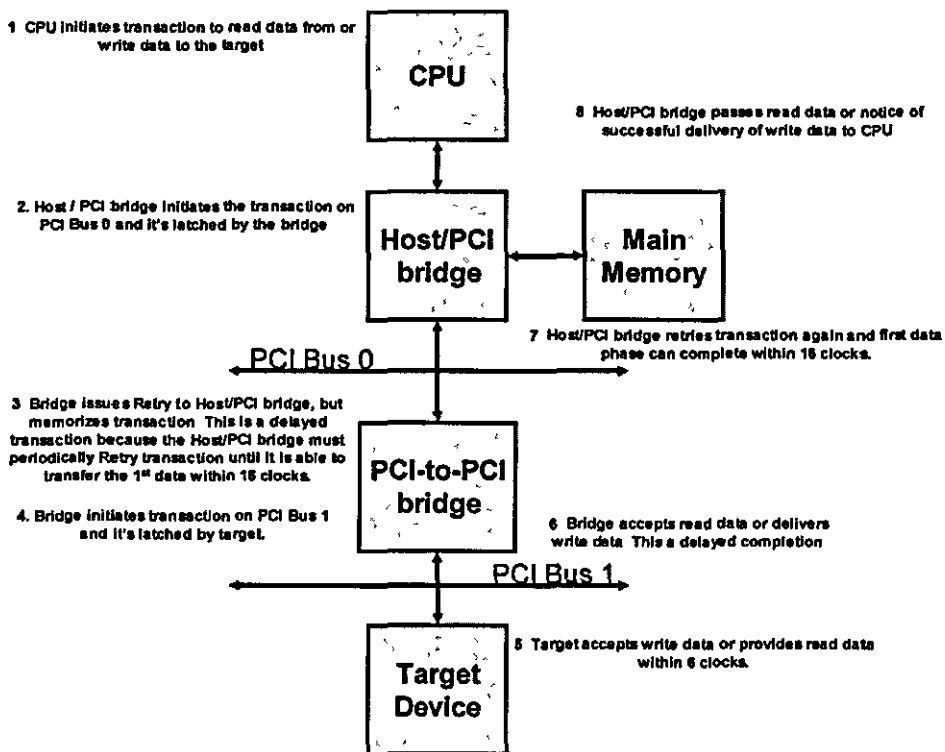 1 CPU initiates transaction to read data from or
write data to the target
CPU
8 Host/PCI bridge passes read data or notice of
successful delivery of write data to CPU
2. Host / PCI bridge initiates the transaction on
PCI Bus 0 and it's latched by the bridge
Host/PCI
bridge
Main
Memory
7 Host/PCI bridge retries transaction again and first data
phase can complete within 16 clocks.
PCI Bus 0
3 Bridge issues Retry to Host/PCI bridge, but
memorizes transaction This is a delayed
transaction because the Host/PCI bridge must
periodically Retry transaction until it is able to
transfer the 1st data within 16 clocks.
PCI-to-PCI
bridge
4. Bridge initiates transaction on PCI Bus 1
and it's latched by target.
6 Bridge accepts read data or delivers
write data This a delayed completion
PCI Bus 1
5 Target accepts write data or provides read data
within 6 clocks.
Target
Device